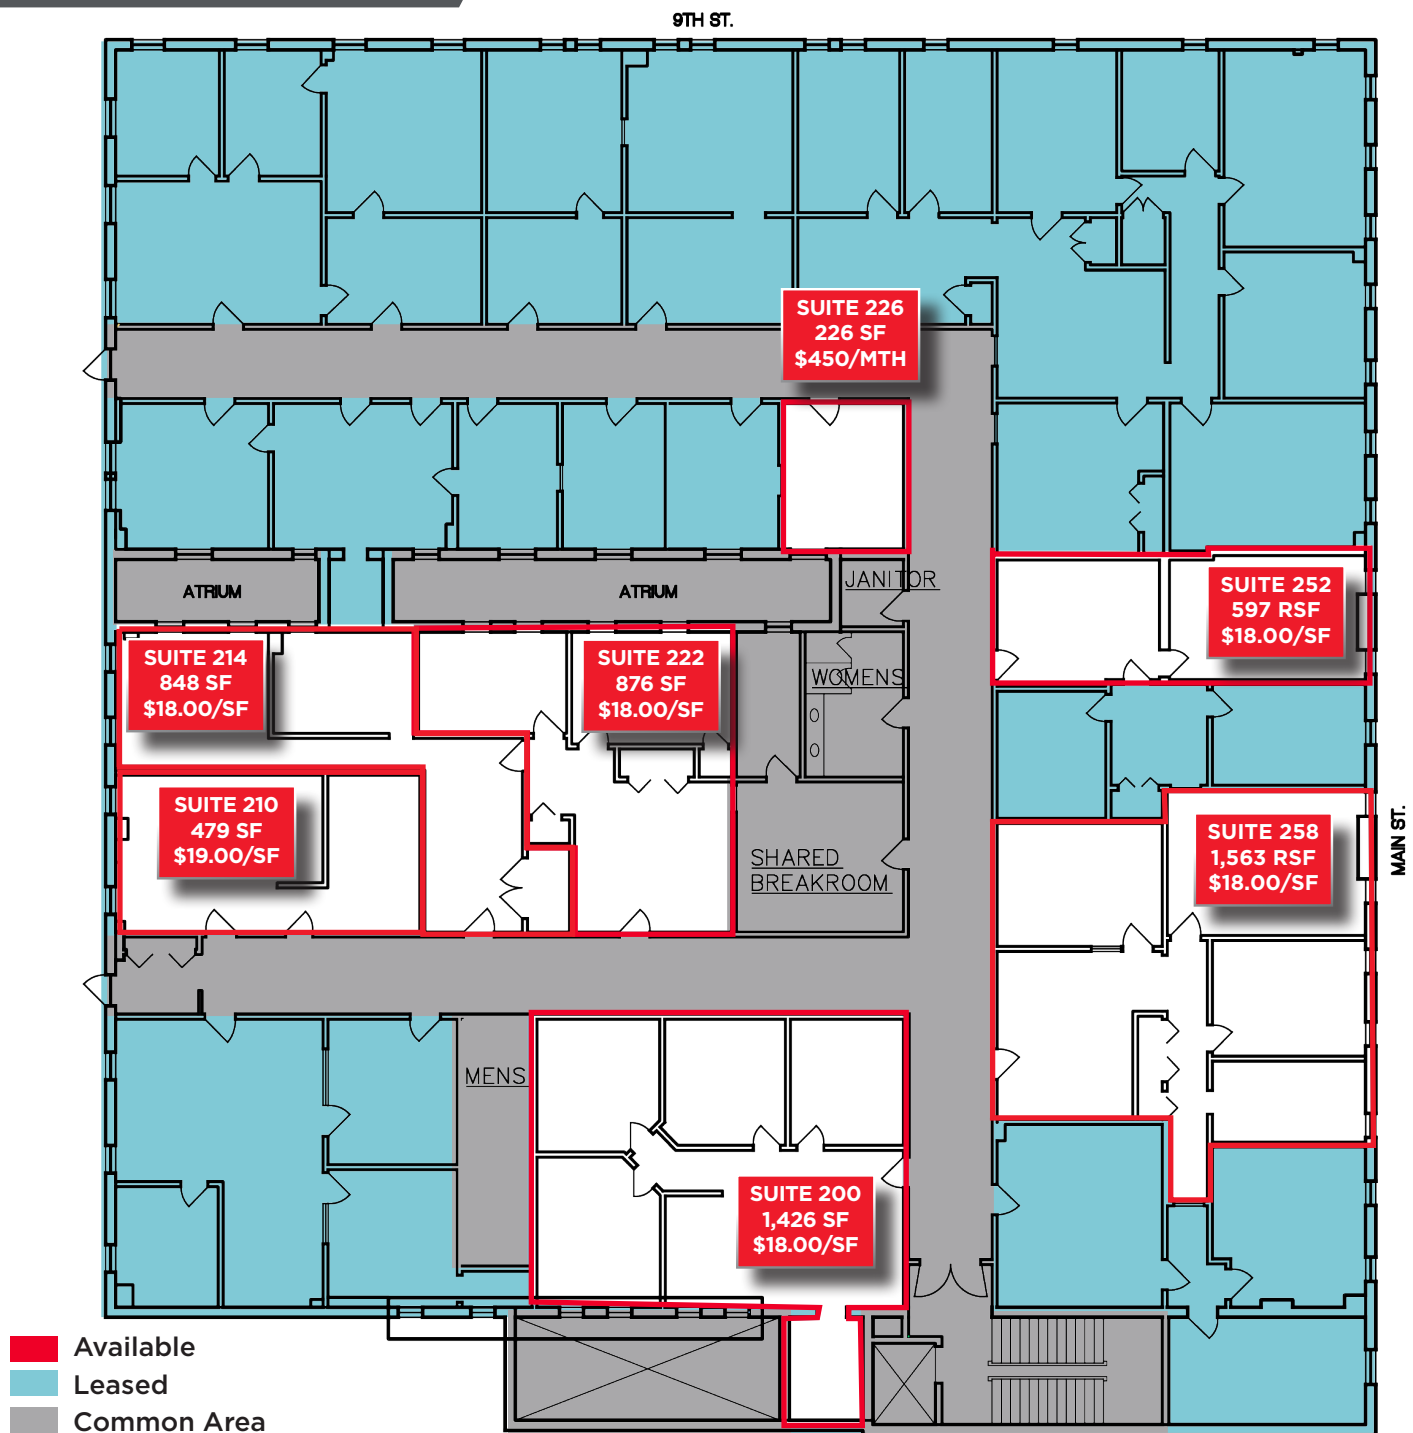 9TH ST.
SUITE 226
226 SF
$450/MTH
JANITOR
ATRIUM
ATRIUM
SUITE 252
597 RSF
$18.00/SF
SUITE 214
848 SF
$18.00/SF
SUITE 222
876 SF
$18.00/SF
WOMENS
SUITE 210
479 SF
$19.00/SF
SHARED
BREAKROOM
SUITE 258
1,563 RSF
$18.00/SF
MAIN ST.
MENS
SUITE 200
1,426 SF
$18.00/SF
Available
Leased
Common Area